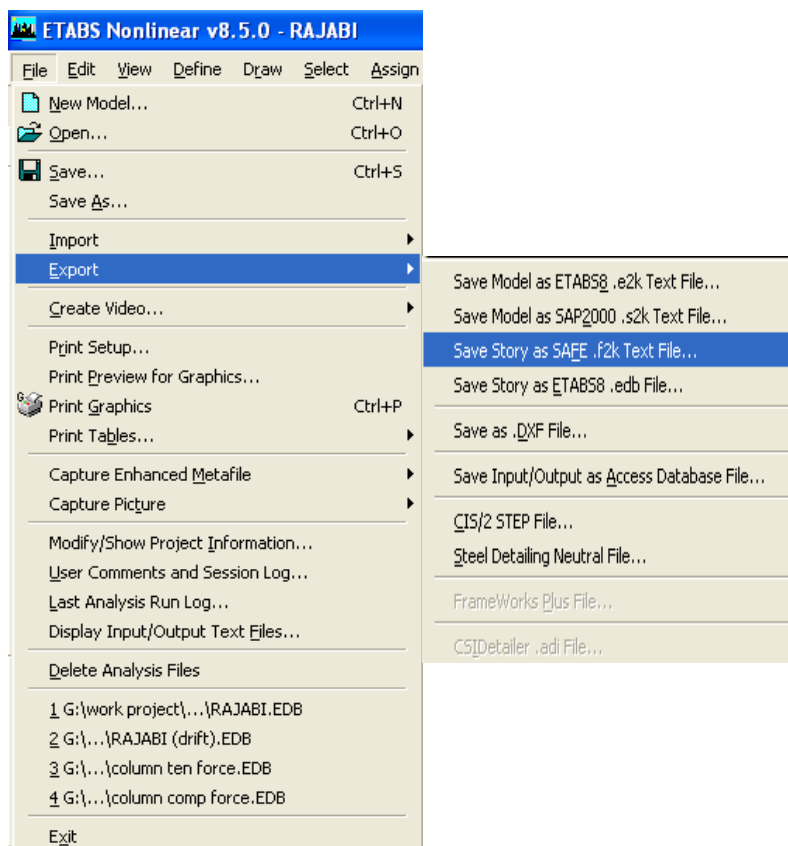 ETABS Nonlinear v8.5.0 - RAJABI
File Edit View Define Draw Select Assign
New Model... Ctrl+N
Open... Ctrl+O
Save... Ctrl+S
Save As...
Import
Export
Create Video...
Print Setup...
Print Preview for Graphics...
Print Graphics Ctrl+P
Print Tables...
Capture Enhanced Metafile
Capture Picture
Modify/Show Project Information...
User Comments and Session Log...
Last Analysis Run Log...
Display Input/Output Text Files...
Delete Analysis Files
1 G:\work project\...\RAJABI.EDB
2 G:\...\RAJABI (drift).EDB
3 G:\...\column ten force.EDB
4 G:\...\column comp force.EDB
Exit
Save Model as ETABS8 .e2k Text File...
Save Model as SAP2000 .s2k Text File...
Save Story as SAFE .f2k Text File...
Save Story as ETABS8 .edb File...
Save as .DXF File...
Save Input/Output as Access Database File...
CIS/2 STEP File...
Steel Detailing Neutral File...
FrameWorks Plus File...
CSIDetailer .adi File...